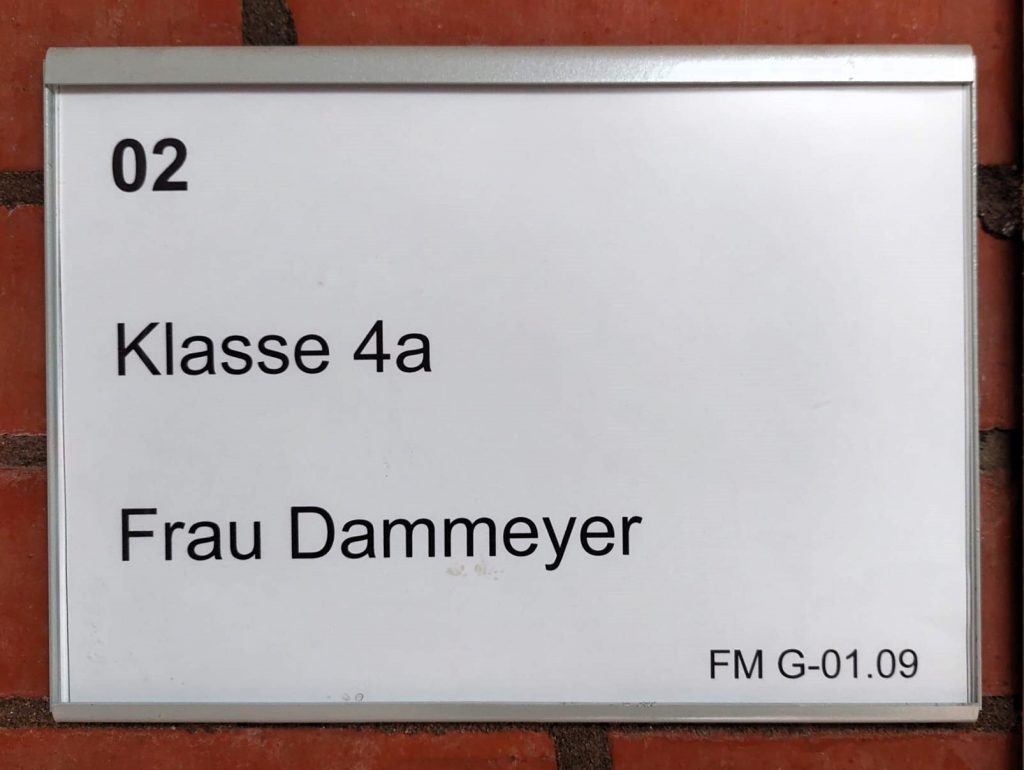 02
Klasse 4a
Frau Dammeyer
FM G-01.09